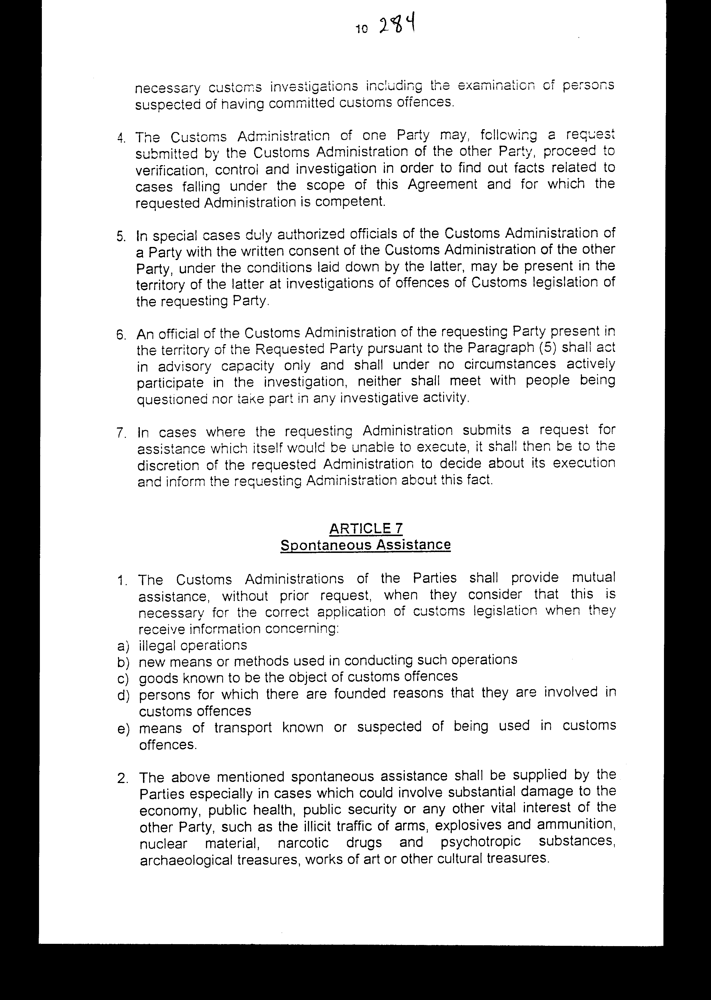 10 284
necessary customs investigations including the examination of persons
suspected of having committed customs offences.
4. The Customs Administration of one Party may, following a request
submitted by the Customs Administration of the other Party, proceed to
verification, control and investigation in order to find out facts related to
cases falling under the scope of this Agreement and for which the
requested Administration is competent.
5. In special cases duly authorized officials of the Customs Administration of
a Party with the written consent of the Customs Administration of the other
Party, under the conditions laid down by the latter, may be present in the
territory of the latter at investigations of offences of Customs legislation of
the requesting Party.
6. An official of the Customs Administration of the requesting Party present in
the territory of the Requested Party pursuant to the Paragraph (5) shall act
in advisory capacity only and shall under no circumstances actively
participate in the investigation, neither shall meet with people being
questioned nor take part in any investigative activity.
7. In cases where the requesting Administration submits a request for
assistance which itself would be unable to execute, it shall then be to the
discretion of the requested Administration to decide about its execution
and inform the requesting Administration about this fact.
ARTICLE 7
Spontaneous Assistance
1. The Customs Administrations of the Parties shall provide mutual
assistance, without prior request, when they consider that this is
necessary for the correct application of customs legislation when they
receive information concerning:
a) illegal operations
b) new means or methods used in conducting such operations
c) goods known to be the object of customs offences
d) persons for which there are founded reasons that they are involved in
customs offences
e) means of transport known or suspected of being used in customs
offences.
2. The above mentioned spontaneous assistance shall be supplied by the
Parties especially in cases which could involve substantial damage to the
economy, public health, public security or any other vital interest of the
other Party, such as the illicit traffic of arms, explosives and ammunition,
nuclear material, narcotic drugs and psychotropic substances,
archaeological treasures, works of art or other cultural treasures.